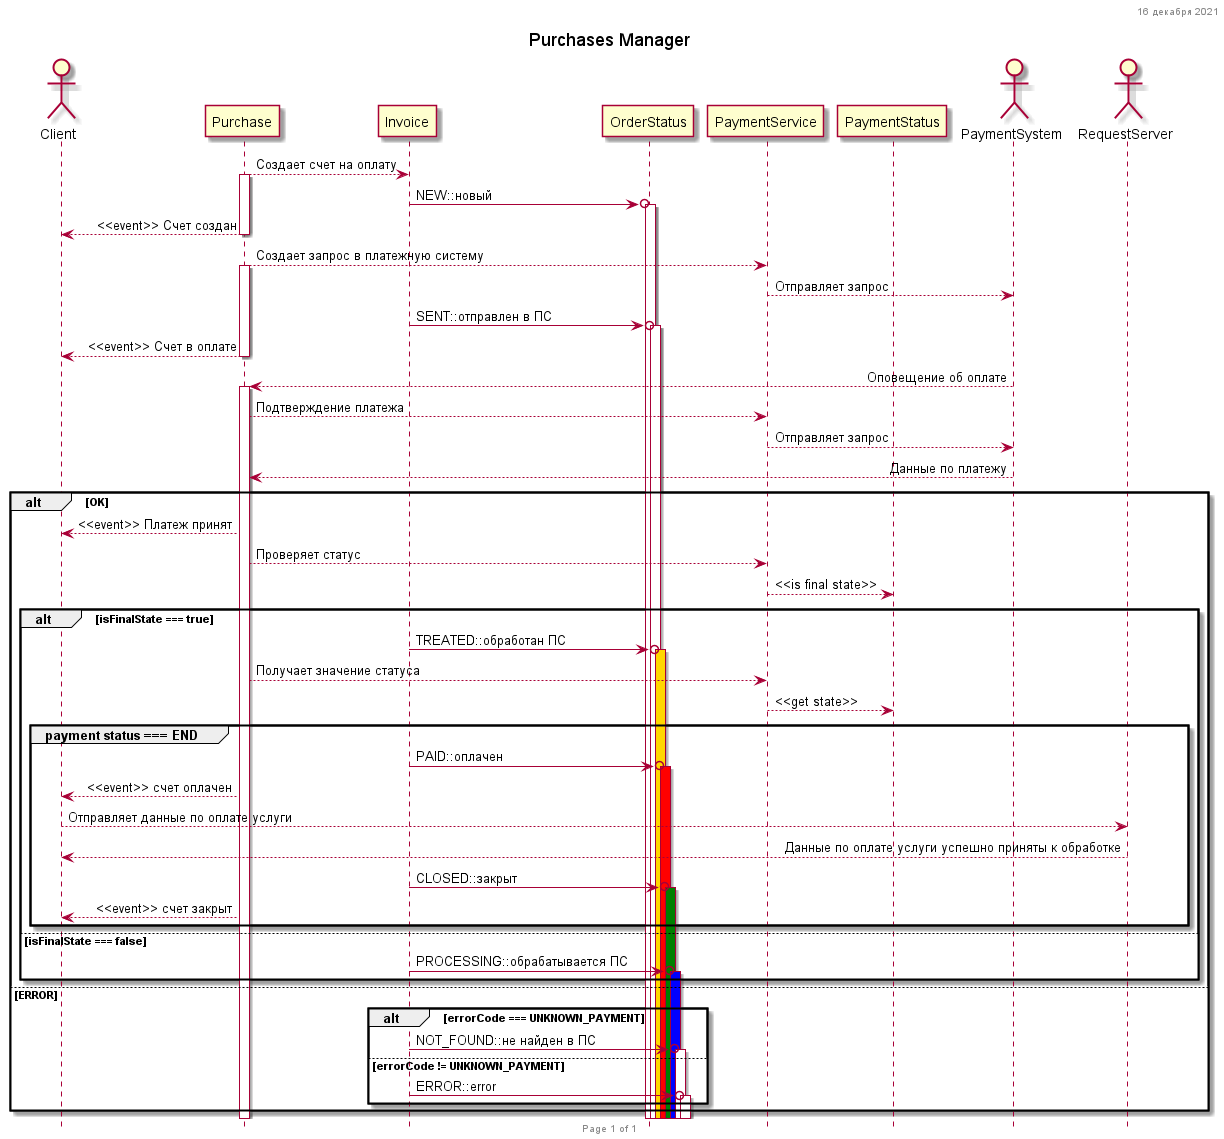 16 декабря 2021
Purchases Manager
Client
Purchase
Invoice
OrderStatus
PaymentService
PaymentStatus
PaymentSystem
RequestServer
Создает счет на оплату
NEW::новый
<<event>> Счет создан
Создает запрос в платежную систему
Отправляет запрос
SENT::отправлен в ПС
<<event>> Счет в оплате
Оповещение об оплате
Подтверждение платежа
Отправляет запрос
Данные по платежу
alt [OK]
<<event>> Платеж принят
Проверяет статус
<<is final state>>
alt [isFinalState === true]
TREATED::обработан ПС
Получает значение статуса
<<get state>>
payment status === END
PAID::оплачен
<<event>> счет оплачен
Отправляет данные по оплате услуги
Данные по оплате услуги успешно приняты к обработке
CLOSED::закрыт
<<event>> счет закрыт
[isFinalState === false]
PROCESSING::обрабатывается ПС
[ERROR]
alt [errorCode === UNKNOWN_PAYMENT]
NOT_FOUND::не найден в ПС
[errorCode != UNKNOWN_PAYMENT]
ERROR::error
Page 1 of 1